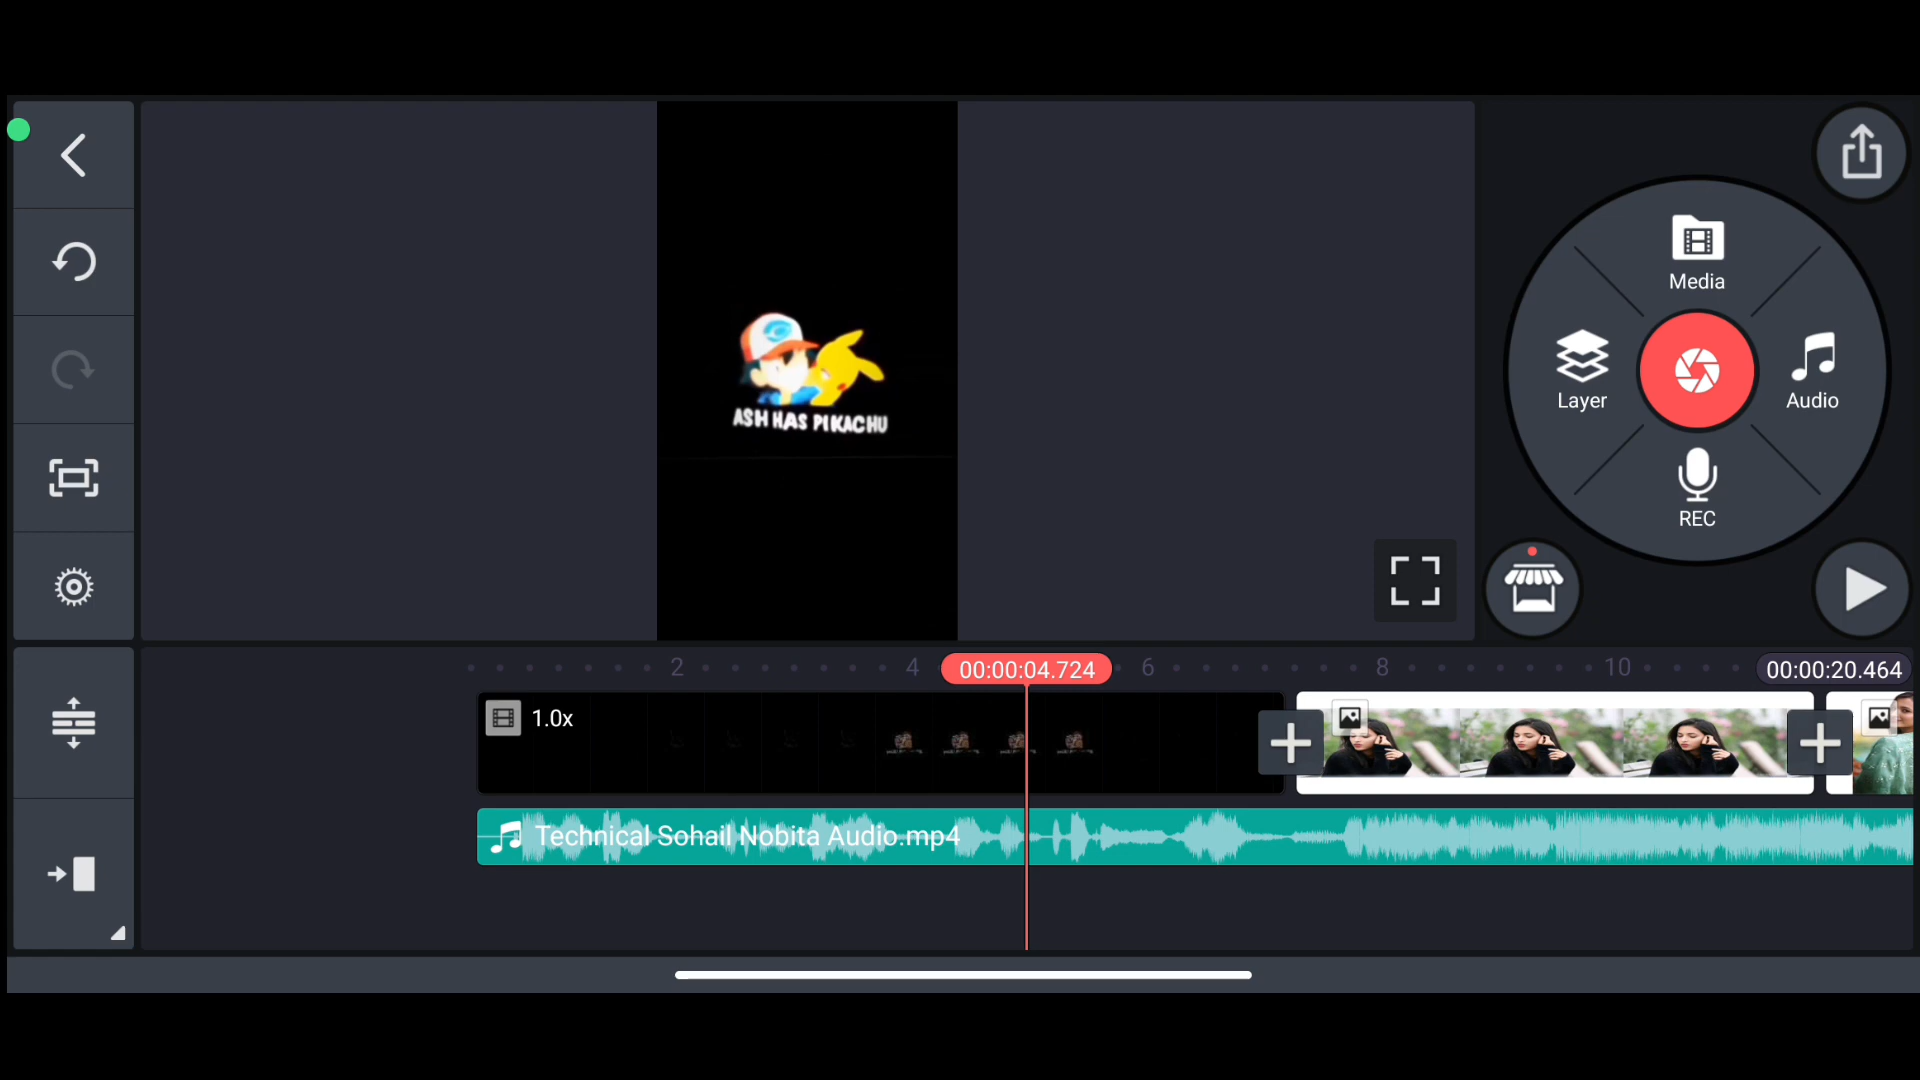 Media
Layer
Audio
REC
ASH HAS PIKACHU
2
4
00:00:04.724
6
8
10
00:00:20.464
1.0x
Technical Sohail Nobita Audio.mp4